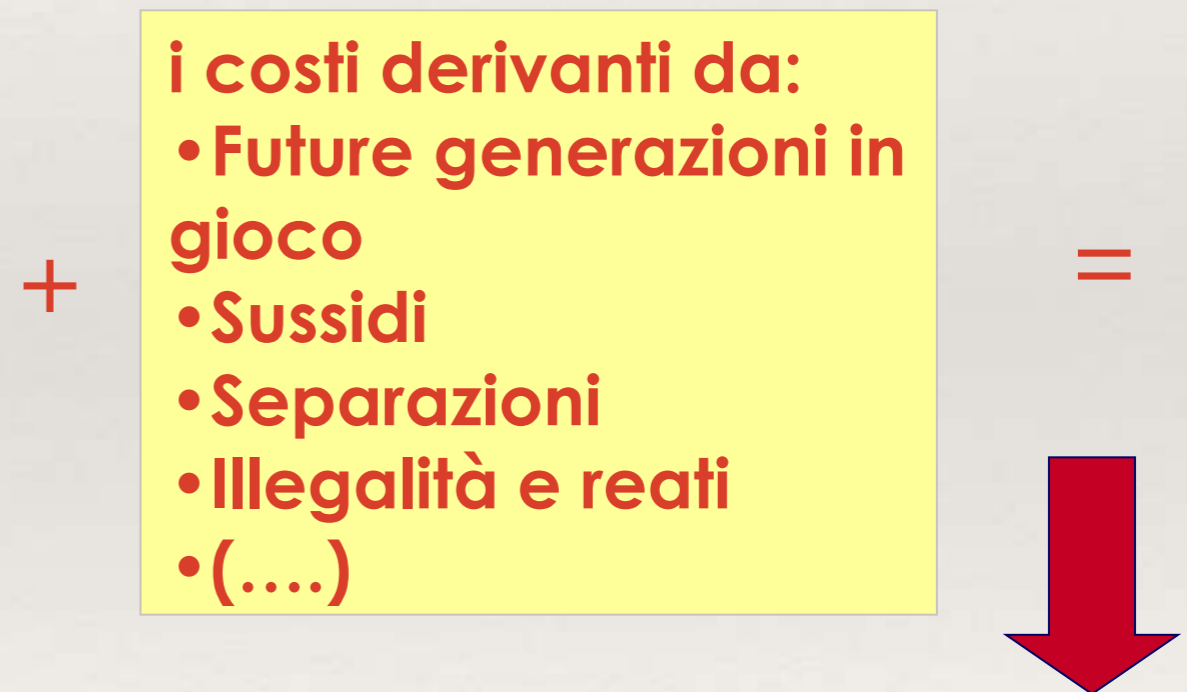 i costi derivanti da:
•Future generazioni in
gioco
+
=
•Sussidi
•Separazioni
•Illegalità e reati
•(....)